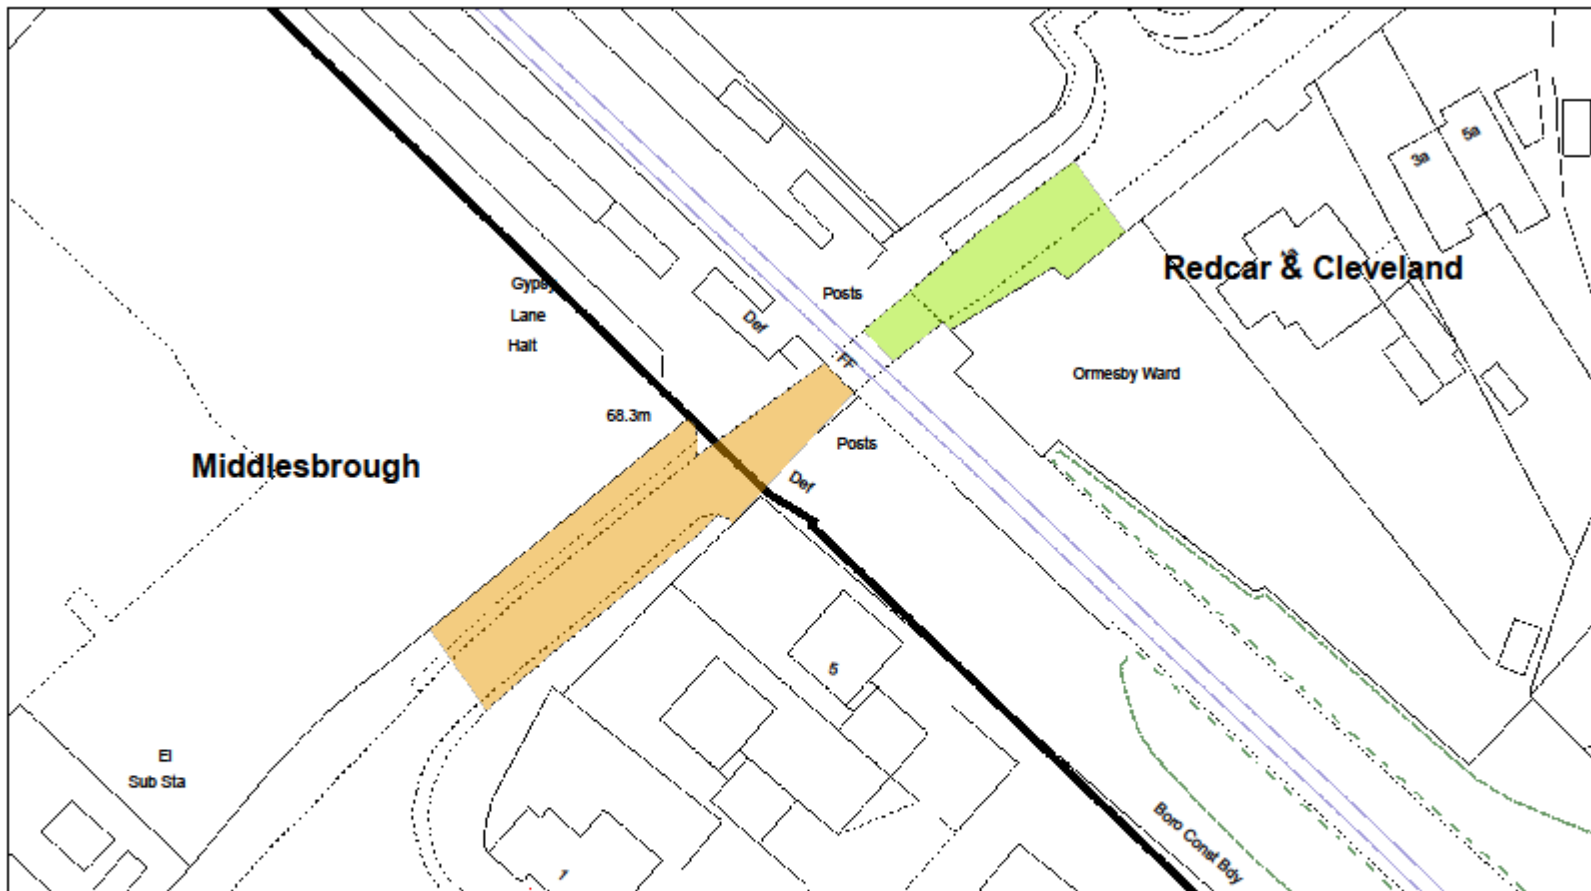 3a
5a
Redcar & Cleveland
Gypsy
Lane
Halt
Posts
Def
FF
Ormesby Ward
68.3m
Posts
Middlesbrough
Def
5
El
Sub Sta
Boro Const Bdy
1